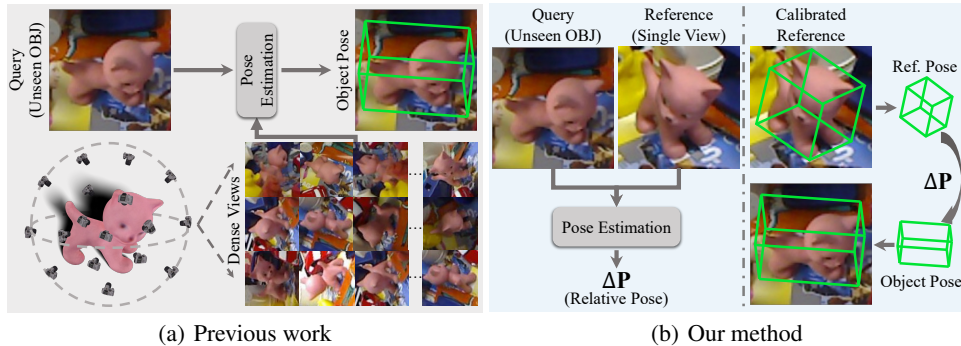 Query
(Unseen OBJ)
Pose
Estimation
Object Pose
Dense Views
Query
(Unseen OBJ)
Reference
(Single View)
Calibrated
Reference
Ref. Pose
ΔP
Pose Estimation
ΔP
(Relative Pose)
Object Pose
(a) Previous work
(b) Our method